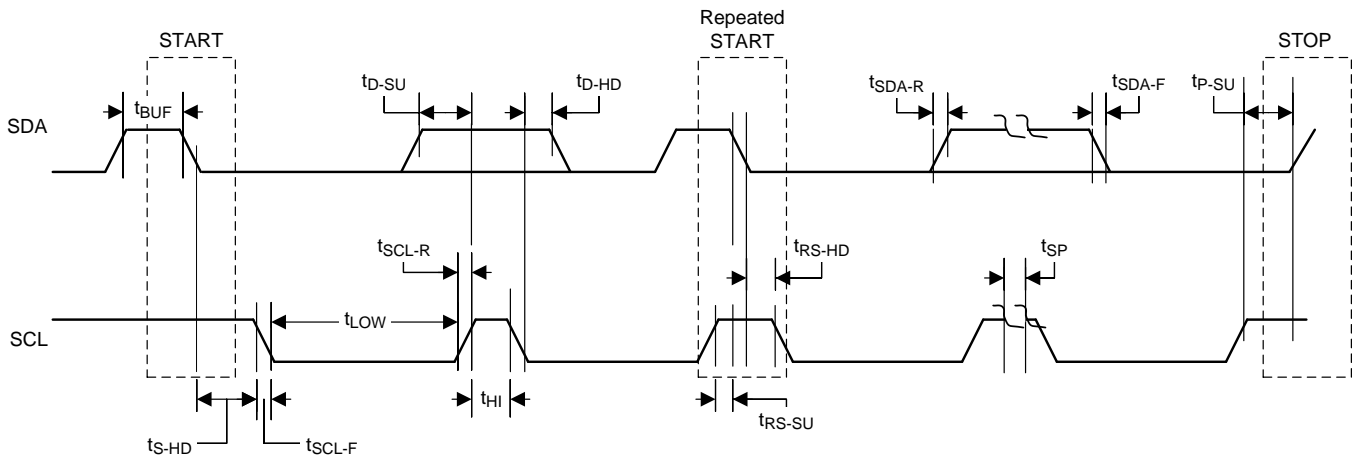 Repeated
START
START
STOP
tD-SU
tD-HD
tSDA-R
tSDA-F
tP-SU
tBUF
SDA
tSCL-R
tRS-HD
tSP
tLOW
SCL
tHI
tRS-SU
tS-HD
tSCL-F